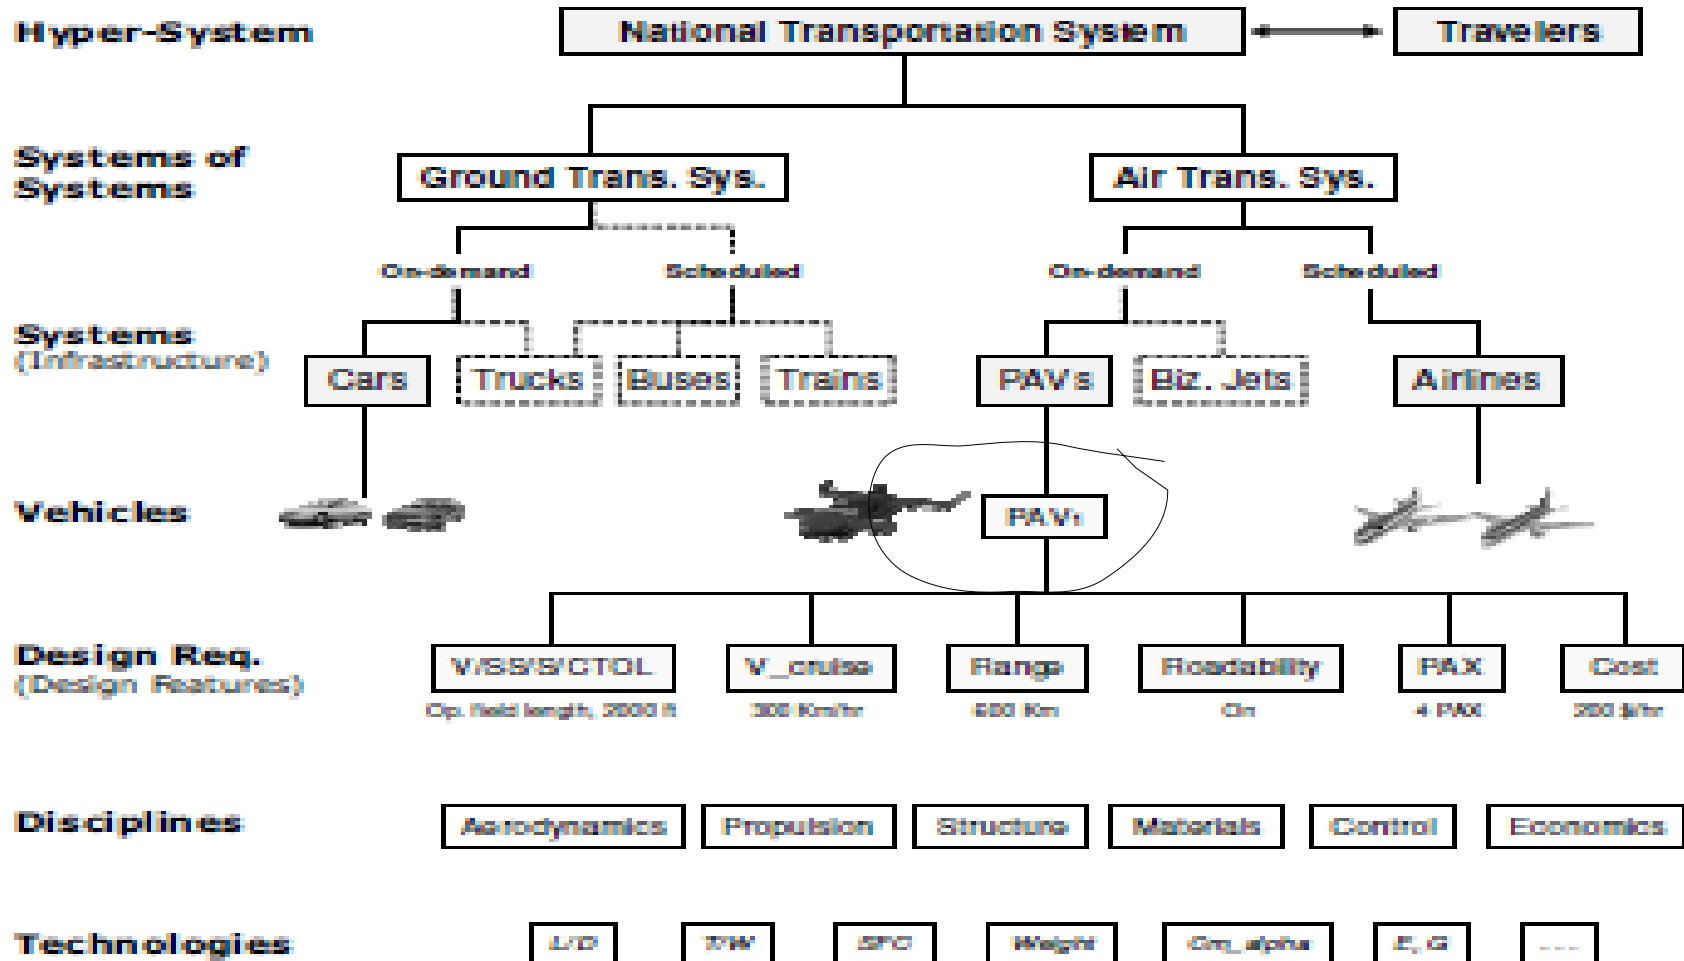 Hyper-System
National Transportation System
Travelers
Systems of
Systems
Ground Trans. Sys.
Air Trans. Sys.
On-demand
Scheduled
On-demand
Scheduled
Systems
(Infrastructure)
Cars
Trucks
Buses
Trains
PAVs
Biz. Jets
Airlines
Vehicles
Design Req.
(Design Features)
V/SS/S/CTOL
V_cruise
Range
Roadability
PAX
Cost
Op. field length, 2000 ft
300 Km/hr
600 Km
On
4 PAX
200 $/hr
Disciplines
Aerodynamics
Propulsion
Structure
Materials
Control
Economics
Technologies
L/D
T/W
SFC
Weight
Cm_alpha
E, G
....